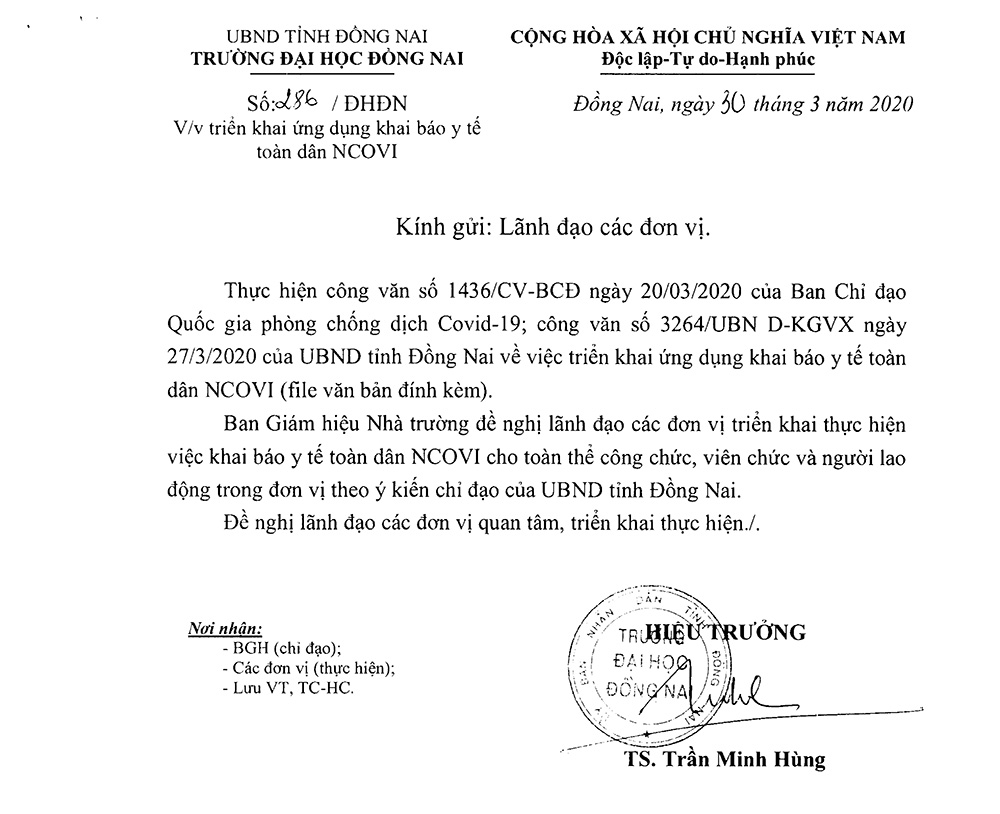 UBND TỈNH ĐỒNG NAI
TRƯỜNG ĐẠI HỌC ĐỒNG NAI
CỘNG HÒA XÃ HỘI CHỦ NGHĨA VIỆT NAM
Độc lập-Tự do-Hạnh phúc
Số:286 / ĐHĐN
Đồng Nai, ngày 30 tháng 3 năm 2020
V/v triển khai ứng dụng khai báo y tế
toàn dân NCOVI
Kính gửi: Lãnh đạo các đơn vị.
Thực hiện công văn số 1436/CV-BCĐ ngày 20/03/2020 của Ban Chỉ đạo
Quốc gia phòng chống dịch Covid-19; công văn số 3264/UBN D-KGVX ngày
27/3/2020 của UBND tỉnh Đồng Nai về việc triển khai ứng dụng khai báo y tế toàn
dân NCOVI (file văn bản đính kèm).
Ban Giám hiệu Nhà trường đề nghị lãnh đạo các đơn vị triển khai thực hiện
việc khai báo y tế toàn dân NCOVI cho toàn thể công chức, viên chức và người lao
động trong đơn vị theo ý kiến chỉ đạo của UBND tỉnh Đồng Nai.
Đề nghị lãnh đạo các đơn vị quan tâm, triển khai thực hiện./.
Nơi nhận:
- BGH (chỉ đạo);
- Các đơn vị (thực hiện);
- Lưu VT, TC-HC.
HIỆU TRƯỞNG
ỦY BAN NHÂN DÂN TỈNH ĐỒNG NAI
TRƯỜNG
ĐẠI HỌC
ĐỒNG NAI
TS. Trần Minh Hùng